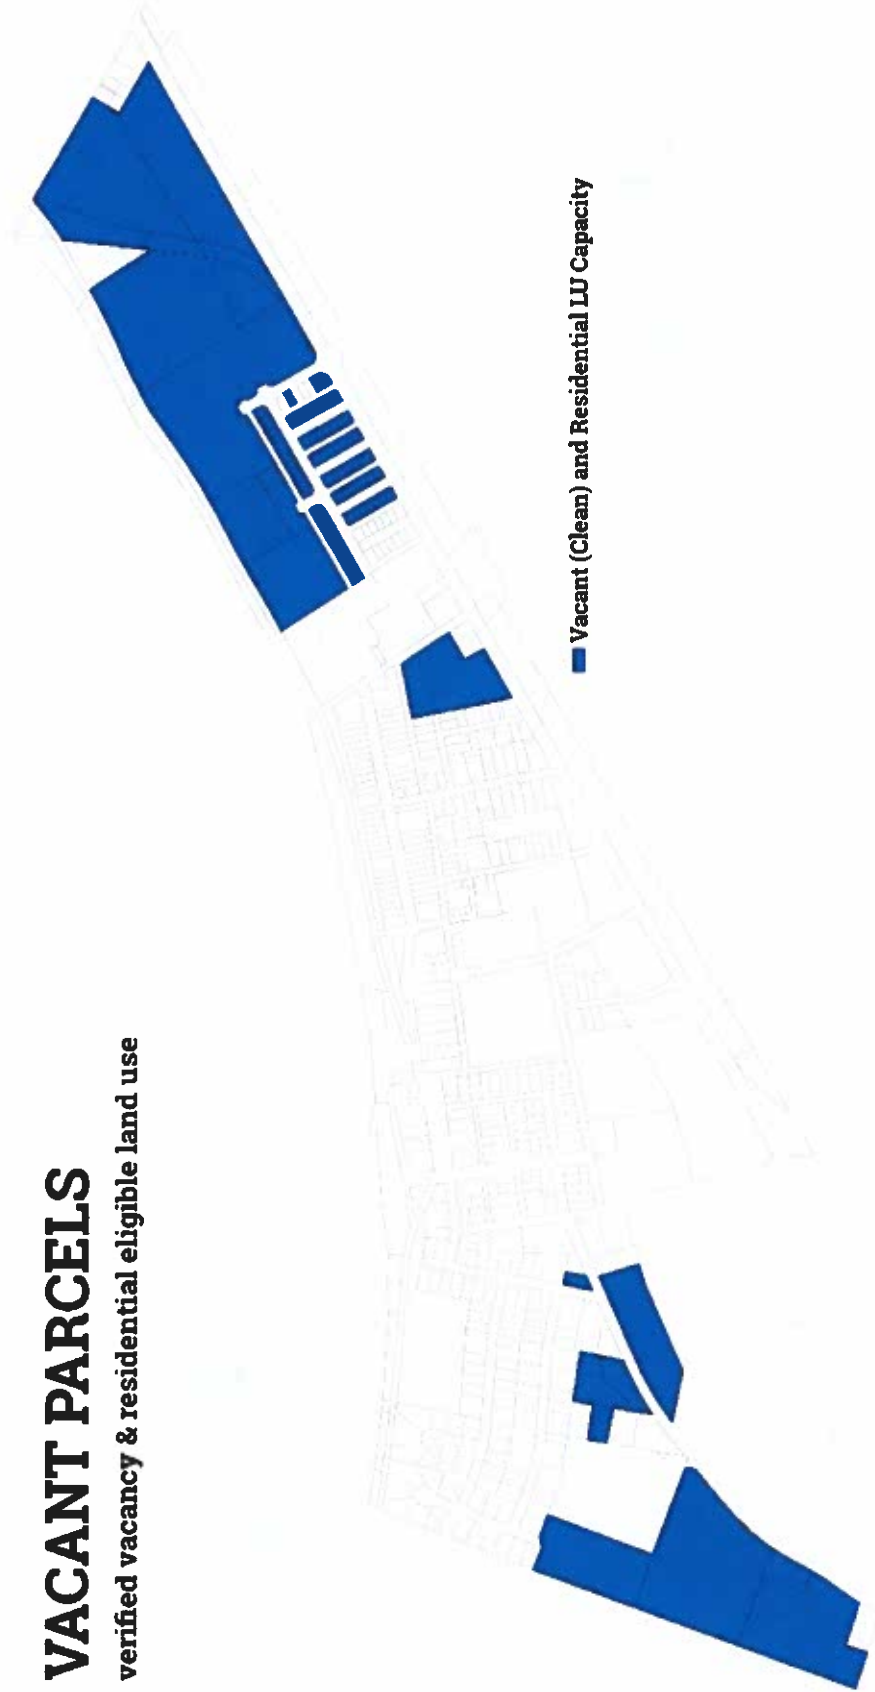 VACANT PARCELS
verified vacancy & residential eligible land use
Vacant (Clean) and Residential LU Capacity